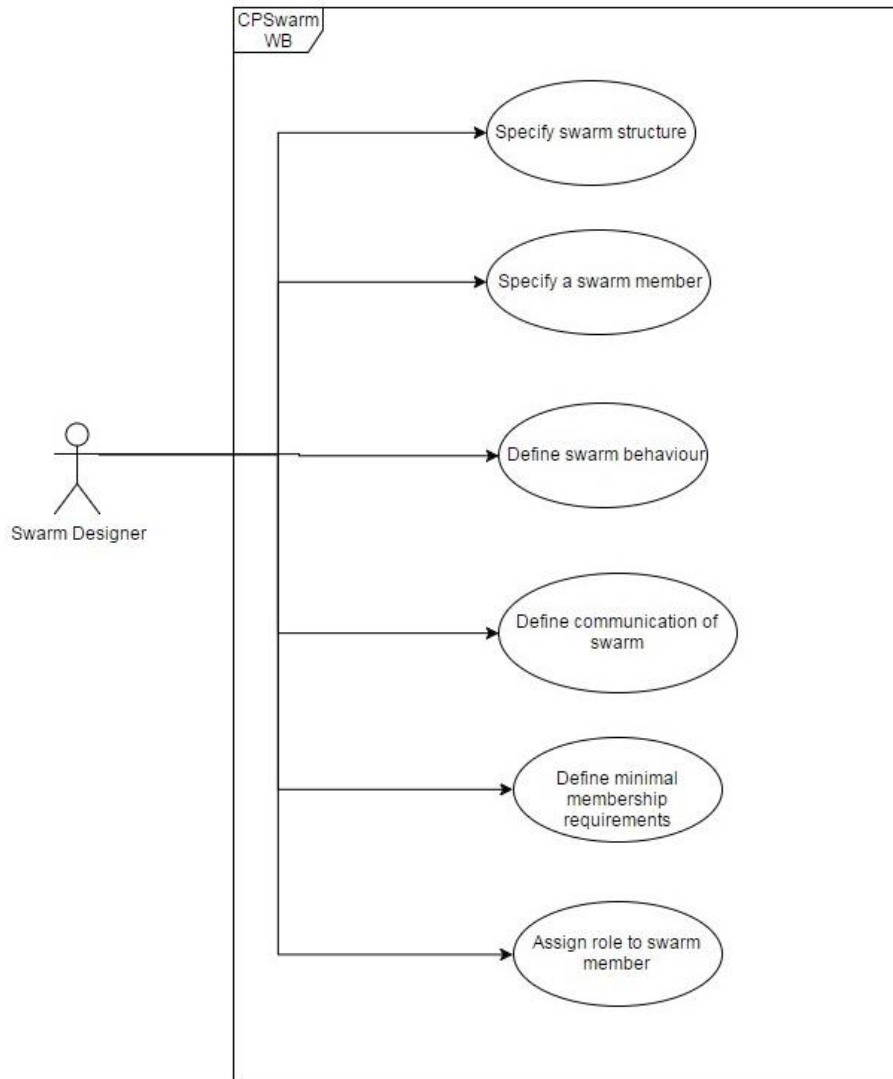 CPSwarm
WB
Specify swarm structure
Specify a swarm member
Define swarm behaviour
Swarm Designer
Define communication of
swarm
Define minimal
membership
requirements
Assign role to swarm
member